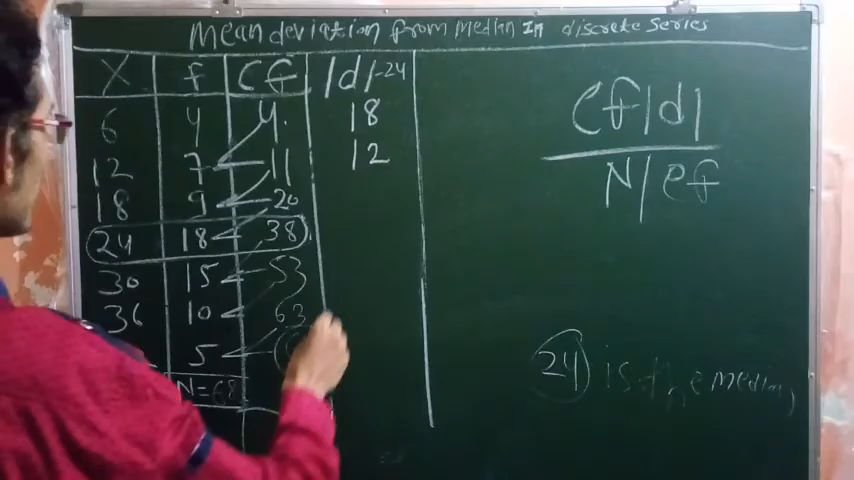 Mean deviation from Median In discrete Series
X f Cf |d|-24
6 4 4 18
12 7 11 12
18 9 20
24 18 38
30 15 53
36 10 63
5
N=68
Ef|d|
N/Ef
24 is the median